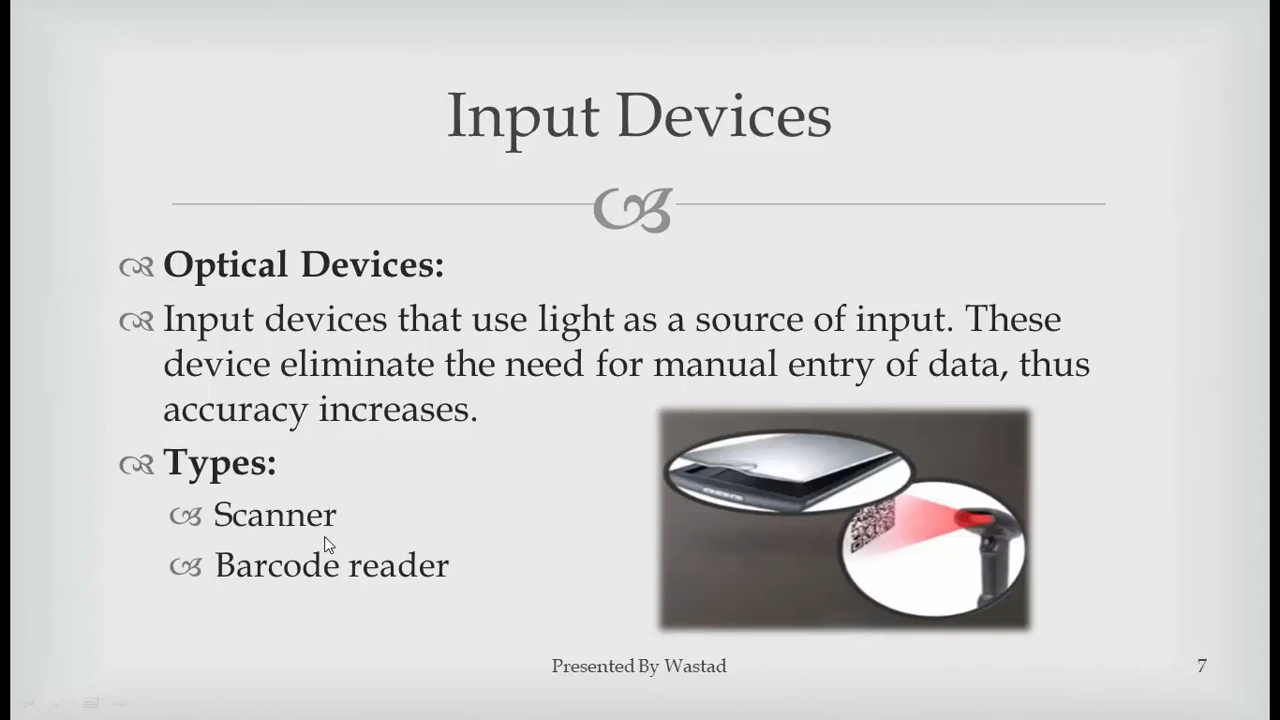 Input Devices
Optical Devices:
Input devices that use light as a source of input. These
device eliminate the need for manual entry of data, thus
accuracy increases.
Types:
Scanner
Barcode reader
Presented By Wastad
7